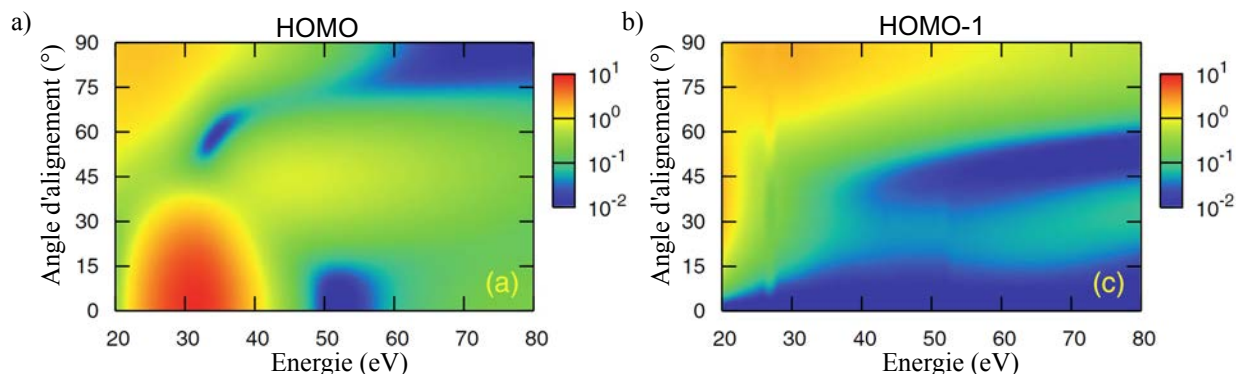 a)
HOMO
Angle d'alignement (°)
90
75
60
45
30
15
0
20 30 40 50 60 70 80
Energie (eV)
(a)
10^1
10^0
10^-1
10^-2
b)
HOMO-1
Angle d'alignement (°)
90
75
60
45
30
15
0
20 30 40 50 60 70 80
Energie (eV)
(c)
10^1
10^0
10^-1
10^-2